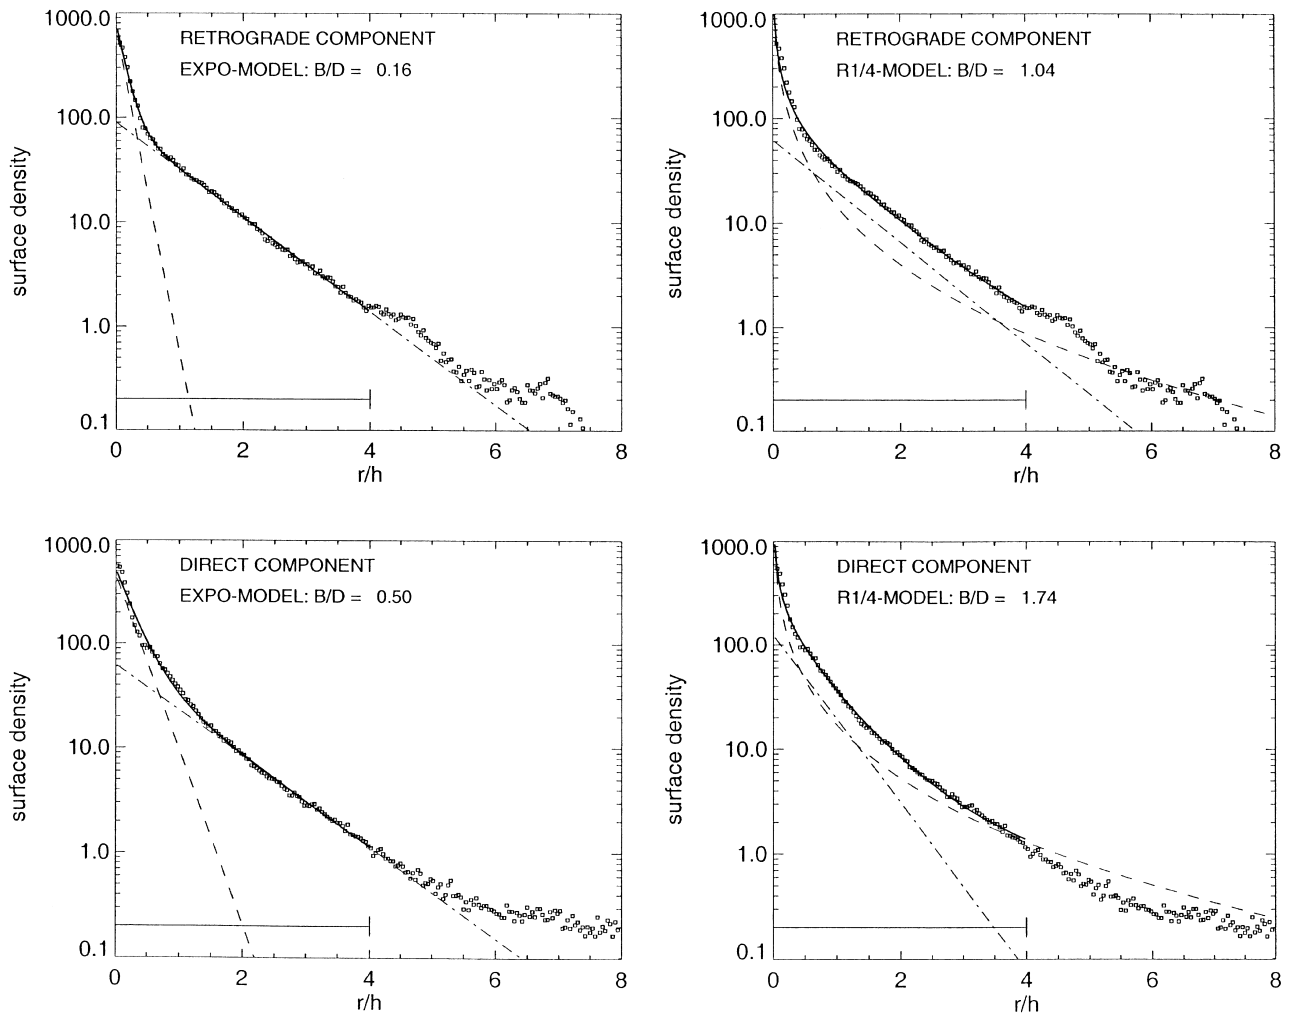 RETROGRADE COMPONENT
EXPO-MODEL: B/D = 0.16
1000.0
100.0
10.0
1.0
0.1
surface density
0 2 4 6 8
r/h
RETROGRADE COMPONENT
R1/4-MODEL: B/D = 1.04
1000.0
100.0
10.0
1.0
0.1
surface density
0 2 4 6 8
r/h
DIRECT COMPONENT
EXPO-MODEL: B/D = 0.50
1000.0
100.0
10.0
1.0
0.1
surface density
0 2 4 6 8
r/h
DIRECT COMPONENT
R1/4-MODEL: B/D = 1.74
1000.0
100.0
10.0
1.0
0.1
surface density
0 2 4 6 8
r/h